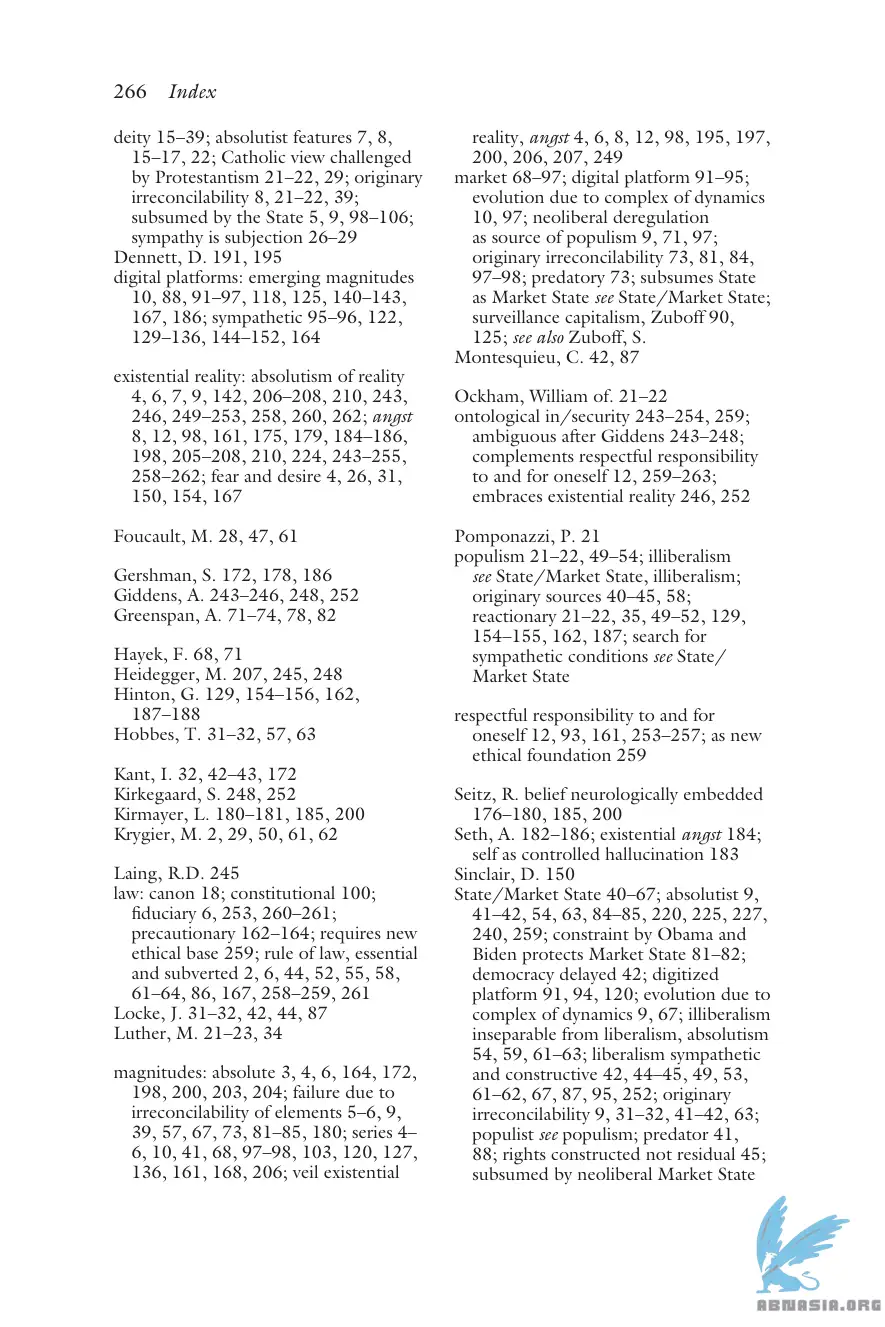 266 Index
deity 15–39; absolutist features 7, 8,
15–17, 22; Catholic view challenged
by Protestantism 21–22, 29; originary
irreconcilability 8, 21–22, 39;
subsumed by the State 5, 9, 98–106;
sympathy is subjection 26–29
Dennett, D. 191, 195
digital platforms: emerging magnitudes
10, 88, 91–97, 118, 125, 140–143,
167, 186; sympathetic 95–96, 122,
129–136, 144–152, 164
existential reality: absolutism of reality
4, 6, 7, 9, 142, 206–208, 210, 243,
246, 249–253, 258, 260, 262; angst
8, 12, 98, 161, 175, 179, 184–186,
198, 205–208, 210, 224, 243–255,
258–262; fear and desire 4, 26, 31,
150, 154, 167
Foucault, M. 28, 47, 61
Gershman, S. 172, 178, 186
Giddens, A. 243–246, 248, 252
Greenspan, A. 71–74, 78, 82
Hayek, F. 68, 71
Heidegger, M. 207, 245, 248
Hinton, G. 129, 154–156, 162,
187–188
Hobbes, T. 31–32, 57, 63
Kant, I. 32, 42–43, 172
Kirkegaard, S. 248, 252
Kirmayer, L. 180–181, 185, 200
Krygier, M. 2, 29, 50, 61, 62
Laing, R.D. 245
law: canon 18; constitutional 100;
fiduciary 6, 253, 260–261;
precautionary 162–164; requires new
ethical base 259; rule of law, essential
and subverted 2, 6, 44, 52, 55, 58,
61–64, 86, 167, 258–259, 261
Locke, J. 31–32, 42, 44, 87
Luther, M. 21–23, 34
magnitudes: absolute 3, 4, 6, 164, 172,
198, 200, 203, 204; failure due to
irreconcilability of elements 5–6, 9,
39, 57, 67, 73, 81–85, 180; series 4–
6, 10, 41, 68, 97–98, 103, 120, 127,
136, 161, 168, 206; veil existential
reality, angst 4, 6, 8, 12, 98, 195, 197,
200, 206, 207, 249
market 68–97; digital platform 91–95;
evolution due to complex of dynamics
10, 97; neoliberal deregulation
as source of populism 9, 71, 97;
originary irreconcilability 73, 81, 84,
97–98; predatory 73; subsumes State
as Market State see State/Market State;
surveillance capitalism, Zuboff 90,
125; see also Zuboff, S.
Montesquieu, C. 42, 87
Ockham, William of. 21–22
ontological in/security 243–254, 259;
ambiguous after Giddens 243–248;
complements respectful responsibility
to and for oneself 12, 259–263;
embraces existential reality 246, 252
Pomponazzi, P. 21
populism 21–22, 49–54; illiberalism
see State/Market State, illiberalism;
originary sources 40–45, 58;
reactionary 21–22, 35, 49–52, 129,
154–155, 162, 187; search for
sympathetic conditions see State/
Market State
respectful responsibility to and for
oneself 12, 93, 161, 253–257; as new
ethical foundation 259
Seitz, R. belief neurologically embedded
176–180, 185, 200
Seth, A. 182–186; existential angst 184;
self as controlled hallucination 183
Sinclair, D. 150
State/Market State 40–67; absolutist 9,
41–42, 54, 63, 84–85, 220, 225, 227,
240, 259; constraint by Obama and
Biden protects Market State 81–82;
democracy delayed 42; digitized
platform 91, 94, 120; evolution due to
complex of dynamics 9, 67; illiberalism
inseparable from liberalism, absolutism
54, 59, 61–63; liberalism sympathetic
and constructive 42, 44–45, 49, 53,
61–62, 67, 87, 95, 252; originary
irreconcilability 9, 31–32, 41–42, 63;
populist see populism; predator 41,
88; rights constructed not residual 45;
subsumed by neoliberal Market State
ABNASIA.ORG